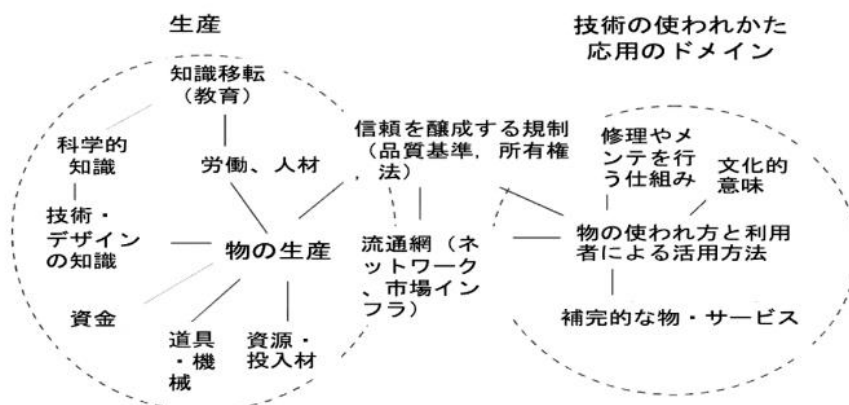 生産
技術の使われかた
応用のドメイン
知識移転
（教育）
科学的
知識
労働、人材
技術・
デザイン
の知識
物の生産
資金
道具
・機
械
資源・
投入材
信頼を醸成する規制
（品質基準，所有権
，法）
流通網（ネ
ットワーク
、市場イン
フラ）
修理やメ
ンテを行
う仕組み
文化的
意味
物の使われ方と利用
者による活用方法
補完的な物・サービス